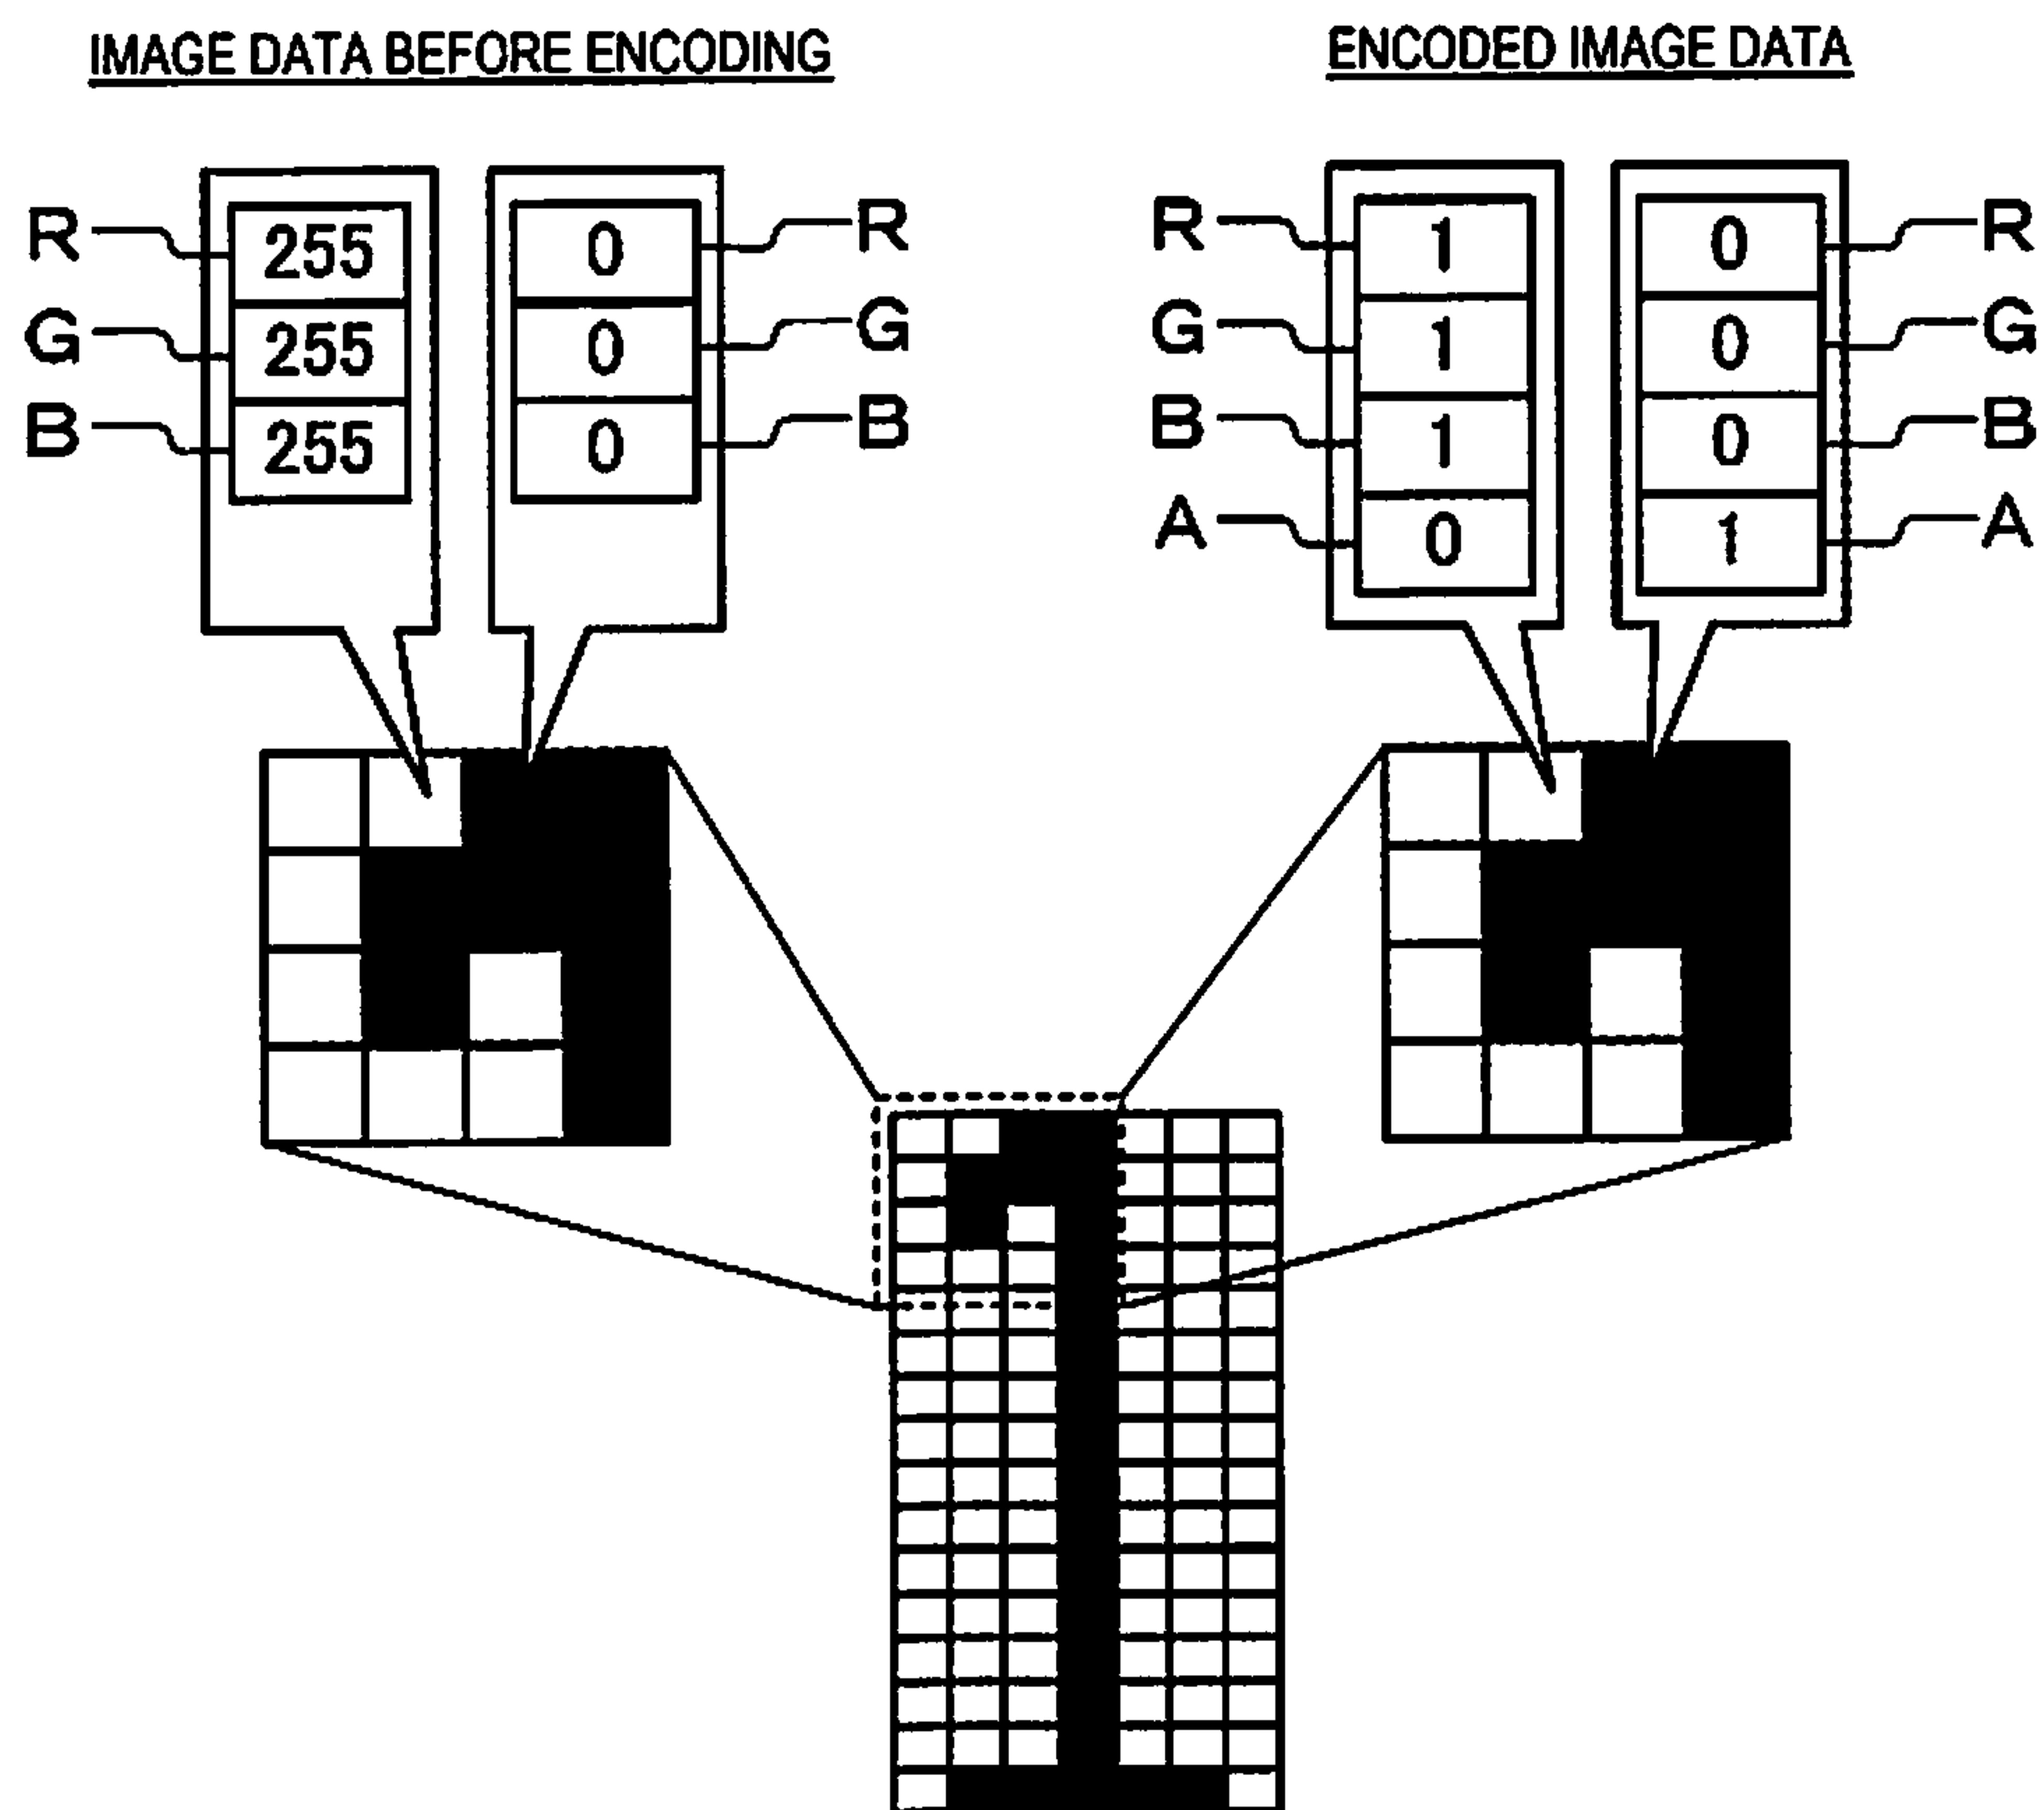 IMAGE DATA BEFORE ENCODING
ENCODED IMAGE DATA
R 255 0 R
G 255 0 G
B 255 0 B
R 1 0 R
G 1 0 G
B 1 0 B
A 0 1 A